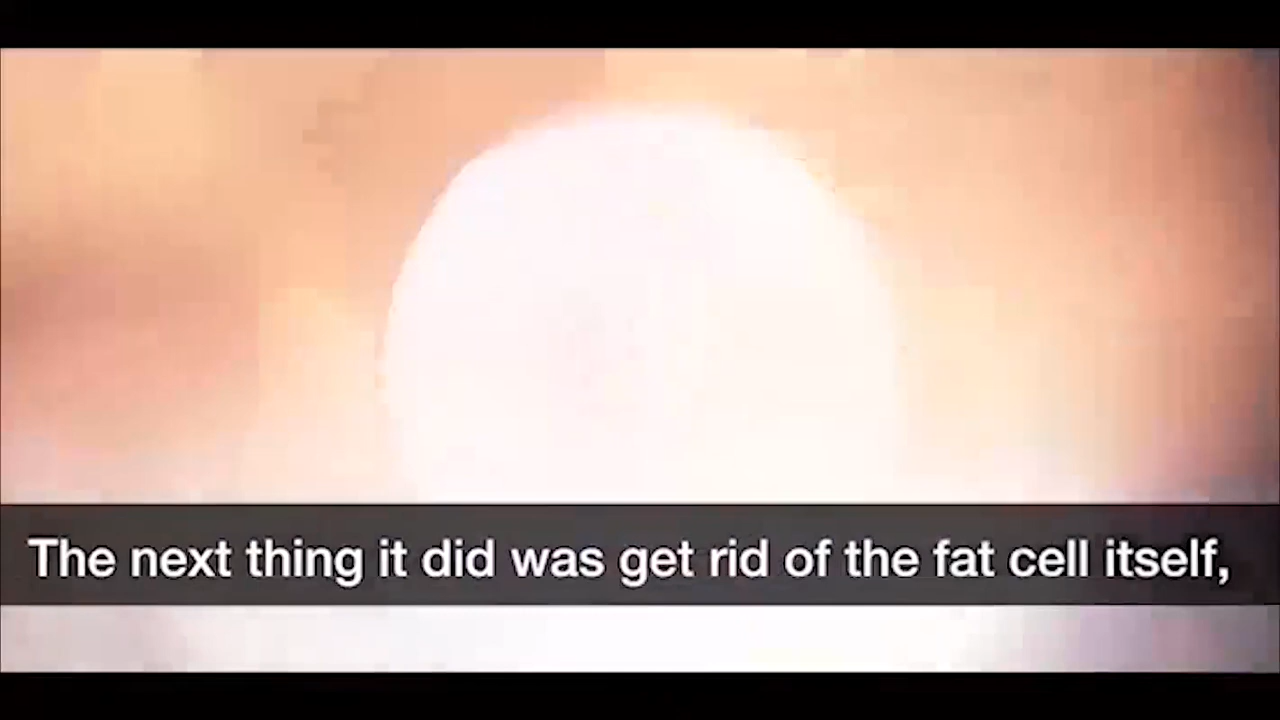 The next thing it did was get rid of the fat cell itself,